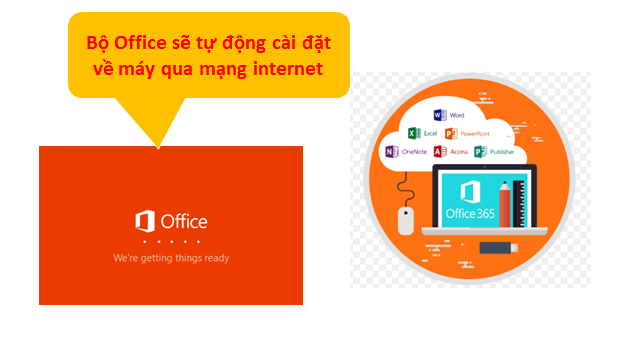 Bộ Office sẽ tự động cài đặt
về máy qua mạng internet
Office
We're getting things ready
Word
Excel
PowerPoint
OneNote
Access
Publisher
Office 365